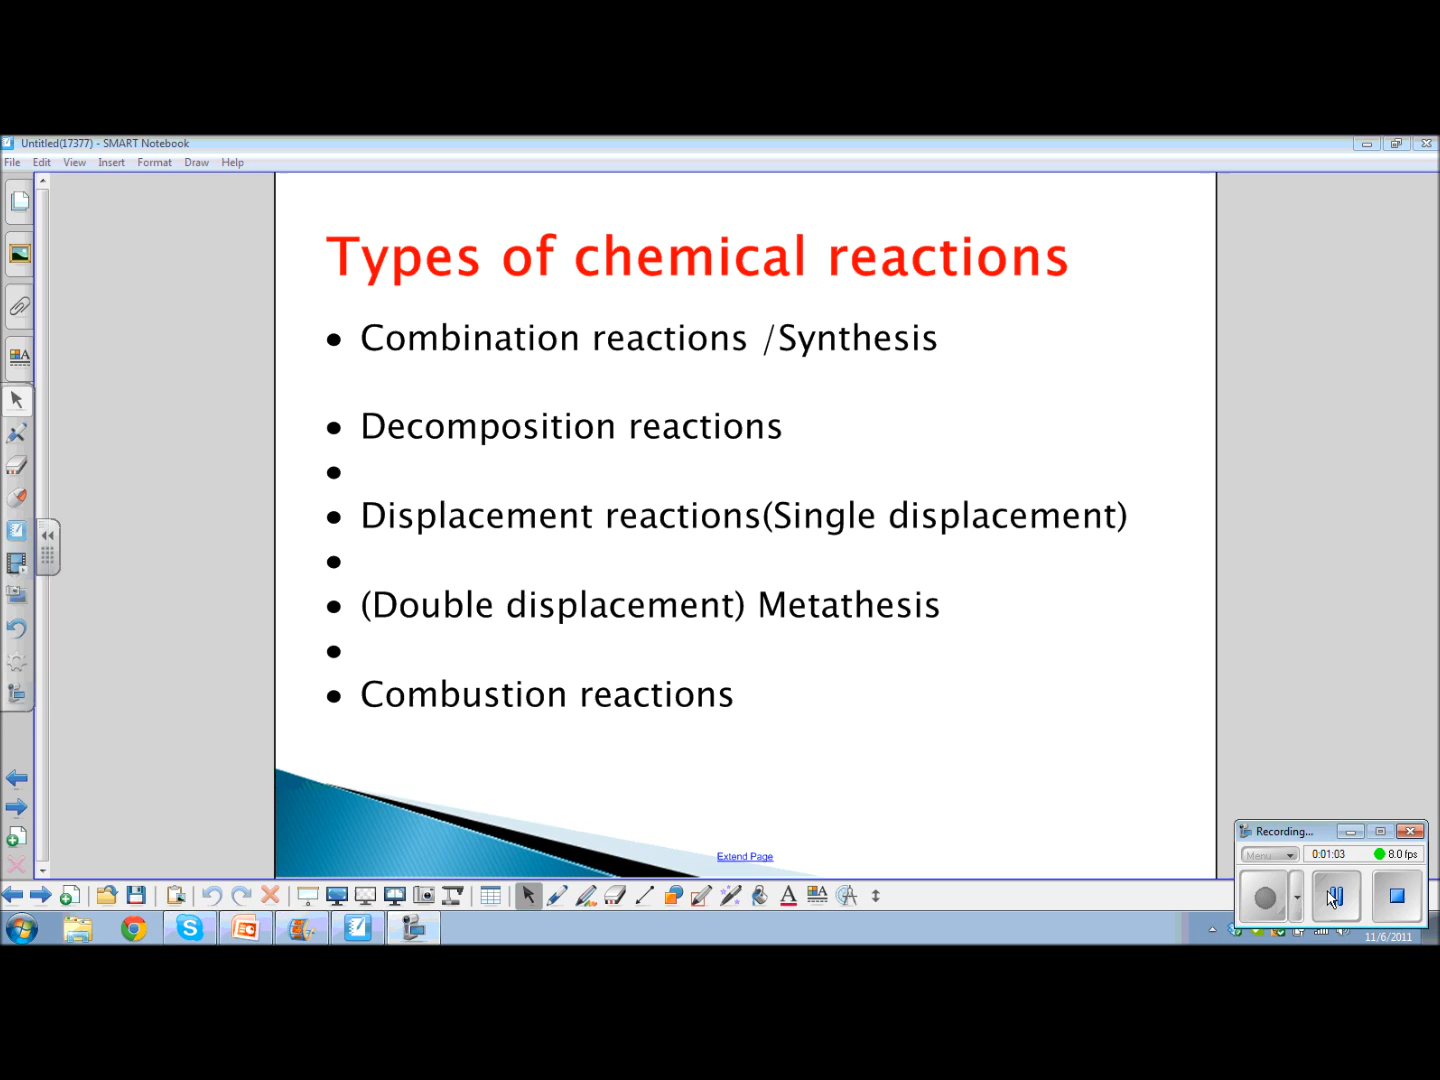 Untitled(17377) - SMART Notebook
File Edit View Insert Format Draw Help
Types of chemical reactions
• Combination reactions /Synthesis
• Decomposition reactions
•
• Displacement reactions(Single displacement)
•
• (Double displacement) Metathesis
•
• Combustion reactions
Extend Page
Recording...
Menu
0:01:03
8.0 fps
11/6/2011